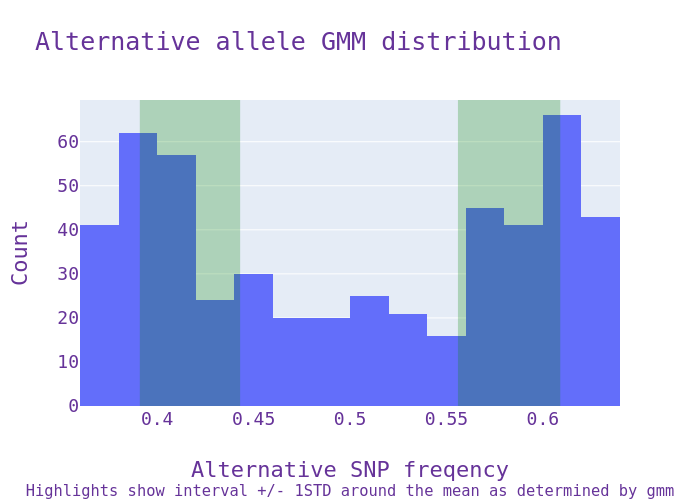 Alternative allele GMM distribution
60
50
40
30
20
10
0
Count
0.4 0.45 0.5 0.55 0.6
Alternative SNP freqency
Highlights show interval +/- 1STD around the mean as determined by gmm